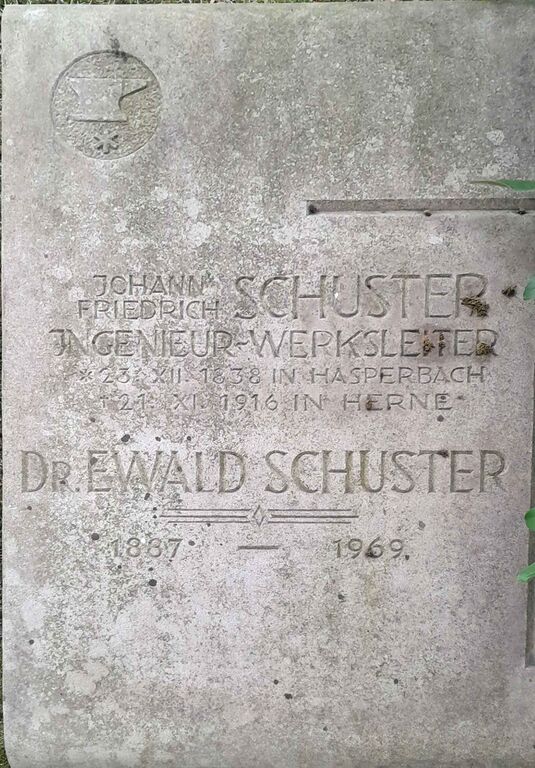 JOHANN
FRIEDRICH SCHUSTER
INGENIEUR-WERKSLEITER
* 23. XII. 1838 IN HASPERBACH
† 21. XI. 1916 IN HERNE
DR. EWALD SCHUSTER
1887 — 1969